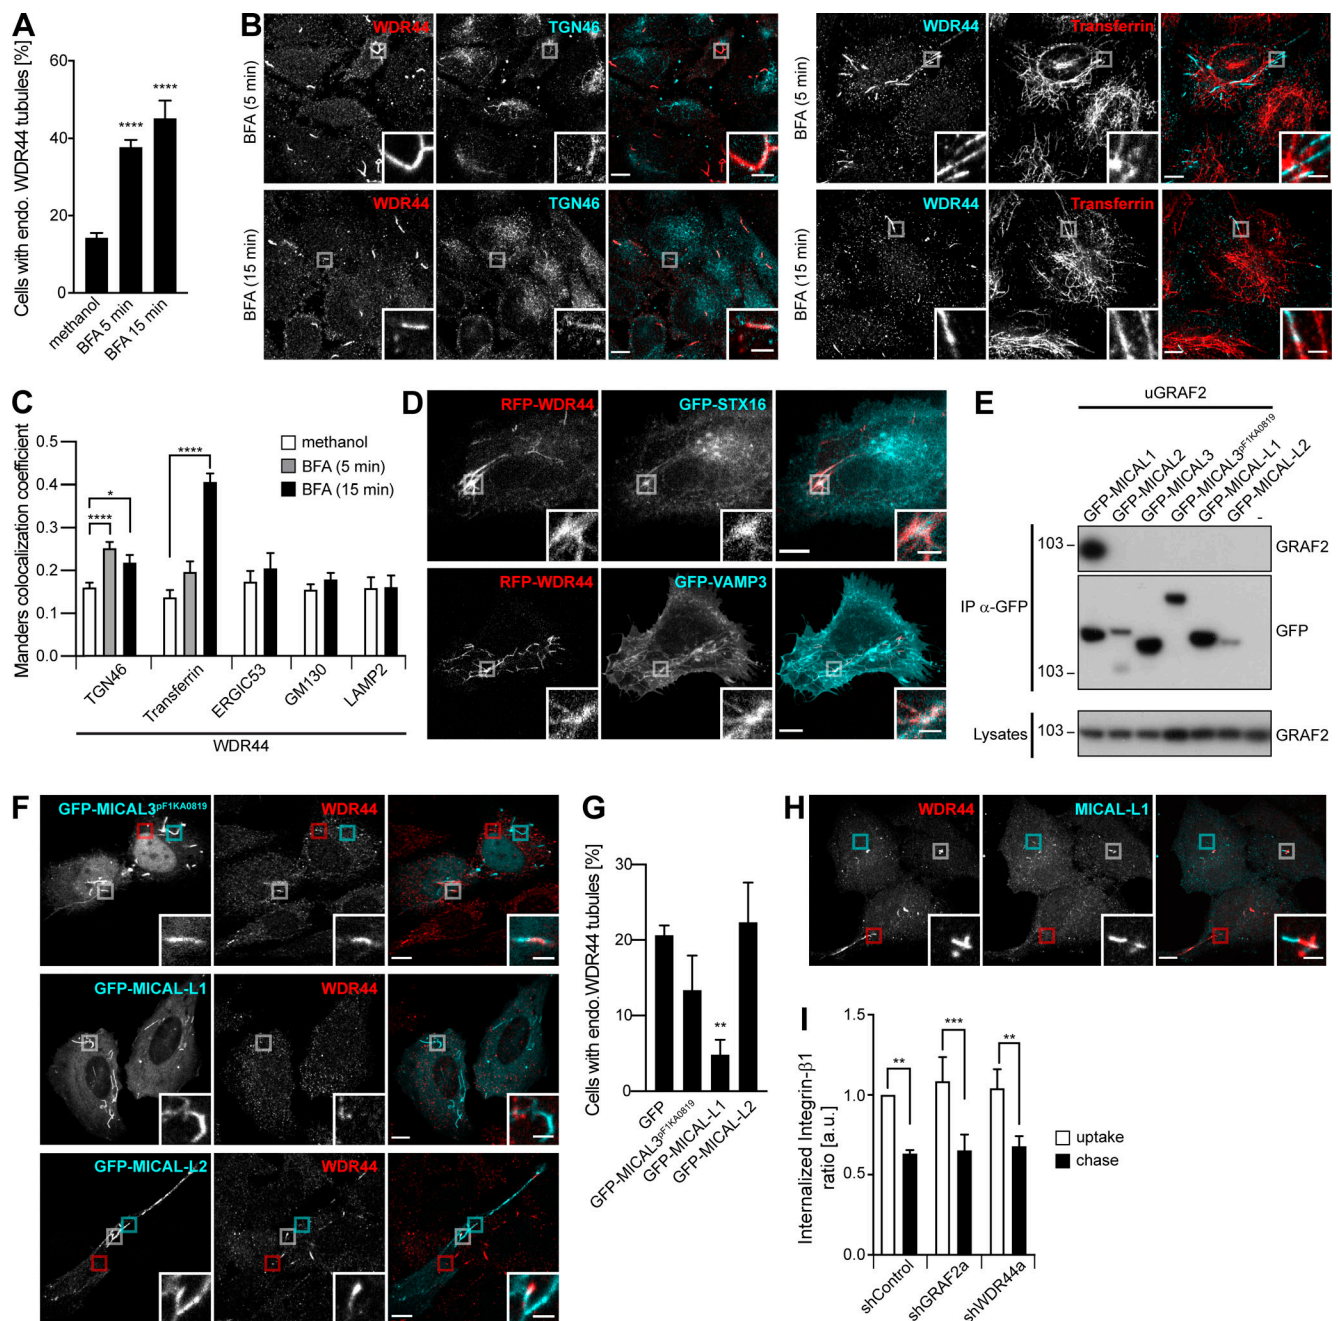 A
Cells with endo. WDR44 tubules [%]
60
40
20
0
****
****
methanol
BFA 5 min
BFA 15 min
B
BFA (5 min)
WDR44
TGN46
BFA (15 min)
WDR44
TGN46
BFA (5 min)
WDR44
Transferrin
BFA (15 min)
WDR44
Transferrin
C
Manders colocalization coefficient
0.5
0.4
0.3
0.2
0.1
0.0
methanol
BFA (5 min)
BFA (15 min)
*
****
****
TGN46
Transferrin
ERGIC53
GM130
LAMP2
WDR44
D
RFP-WDR44
GFP-STX16
RFP-WDR44
GFP-VAMP3
E
uGRAF2
GFP-MICAL1
GFP-MICAL2
GFP-MICAL3
GFP-MICAL3pF1KA0819
GFP-MICAL-L1
GFP-MICAL-L2
-
IP α-GFP
103
GRAF2
GFP
103
Lysates
103
GRAF2
F
GFP-MICAL3pF1KA0819
WDR44
GFP-MICAL-L1
WDR44
GFP-MICAL-L2
WDR44
G
Cells with endo.WDR44 tubules [%]
30
20
10
0
**
GFP
GFP-MICAL3pF1KA0819
GFP-MICAL-L1
GFP-MICAL-L2
H
WDR44
MICAL-L1
I
Internalized Integrin-β1
ratio [a.u.]
1.5
1.0
0.5
0.0
**
***
**
uptake
chase
shControl
shGRAF2a
shWDR44a